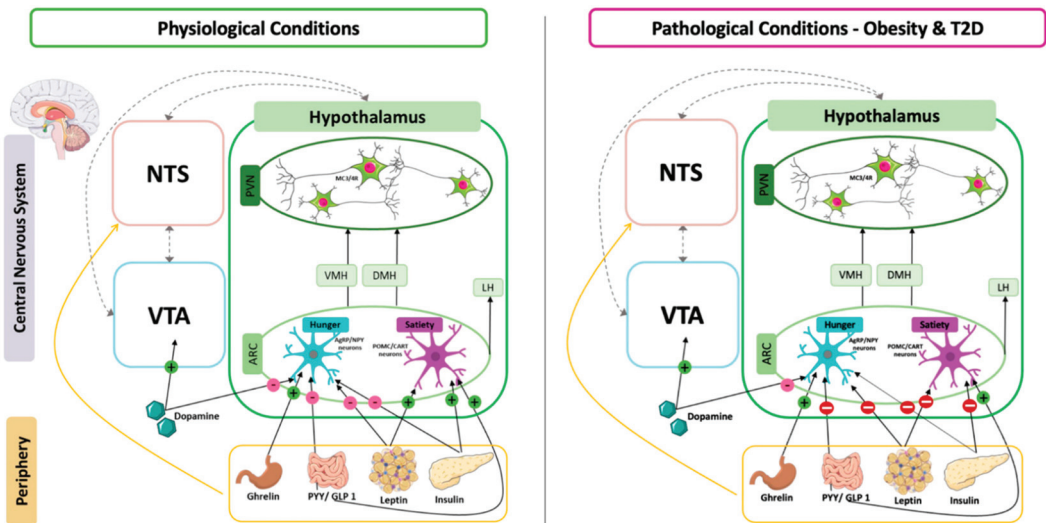 Physiological Conditions
Pathological Conditions - Obesity & T2D
Central Nervous System
Periphery
NTS
VTA
Hypothalamus
PVN
MC3/4R
VMH
DMH
LH
ARC
Hunger
Satiety
AgRP/NPY
neurons
POMC/CART
neurons
+
-
-
+
-
-
+
+
+
Dopamine
Ghrelin
PYY/ GLP 1
Leptin
Insulin
NTS
VTA
Hypothalamus
PVN
MC3/4R
VMH
DMH
LH
ARC
Hunger
Satiety
AgRP/NPY
neurons
POMC/CART
neurons
+
-
+
-
-
-
-
-
+
Dopamine
Ghrelin
PYY/ GLP 1
Leptin
Insulin